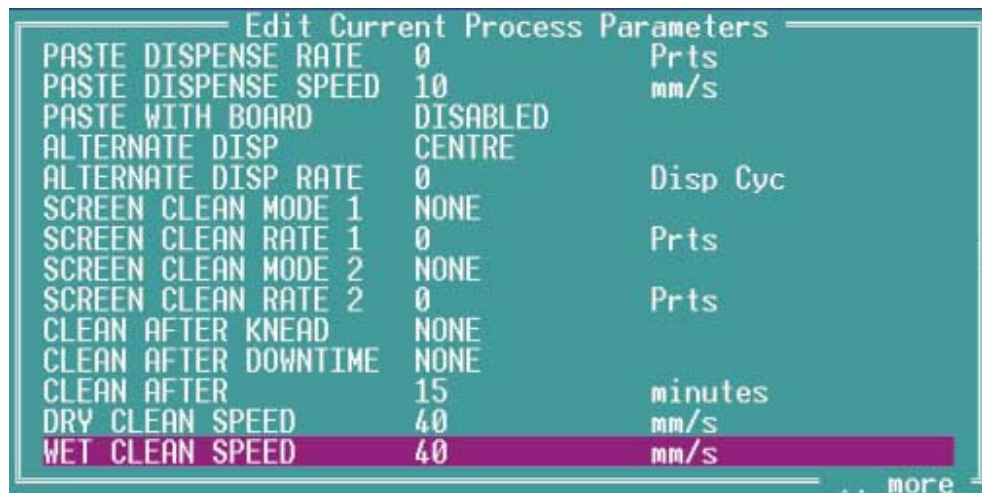 Edit Current Process Parameters
PASTE DISPENSE RATE 0 Prts
PASTE DISPENSE SPEED 10 mm/s
PASTE WITH BOARD DISABLED
ALTERNATE DISP CENTRE
ALTERNATE DISP RATE 0 Disp Cyc
SCREEN CLEAN MODE 1 NONE
SCREEN CLEAN RATE 1 0 Prts
SCREEN CLEAN MODE 2 NONE
SCREEN CLEAN RATE 2 0 Prts
CLEAN AFTER KNEAD NONE
CLEAN AFTER DOWNTIME NONE
CLEAN AFTER 15 minutes
DRY CLEAN SPEED 40 mm/s
WET CLEAN SPEED 40 mm/s
.. more